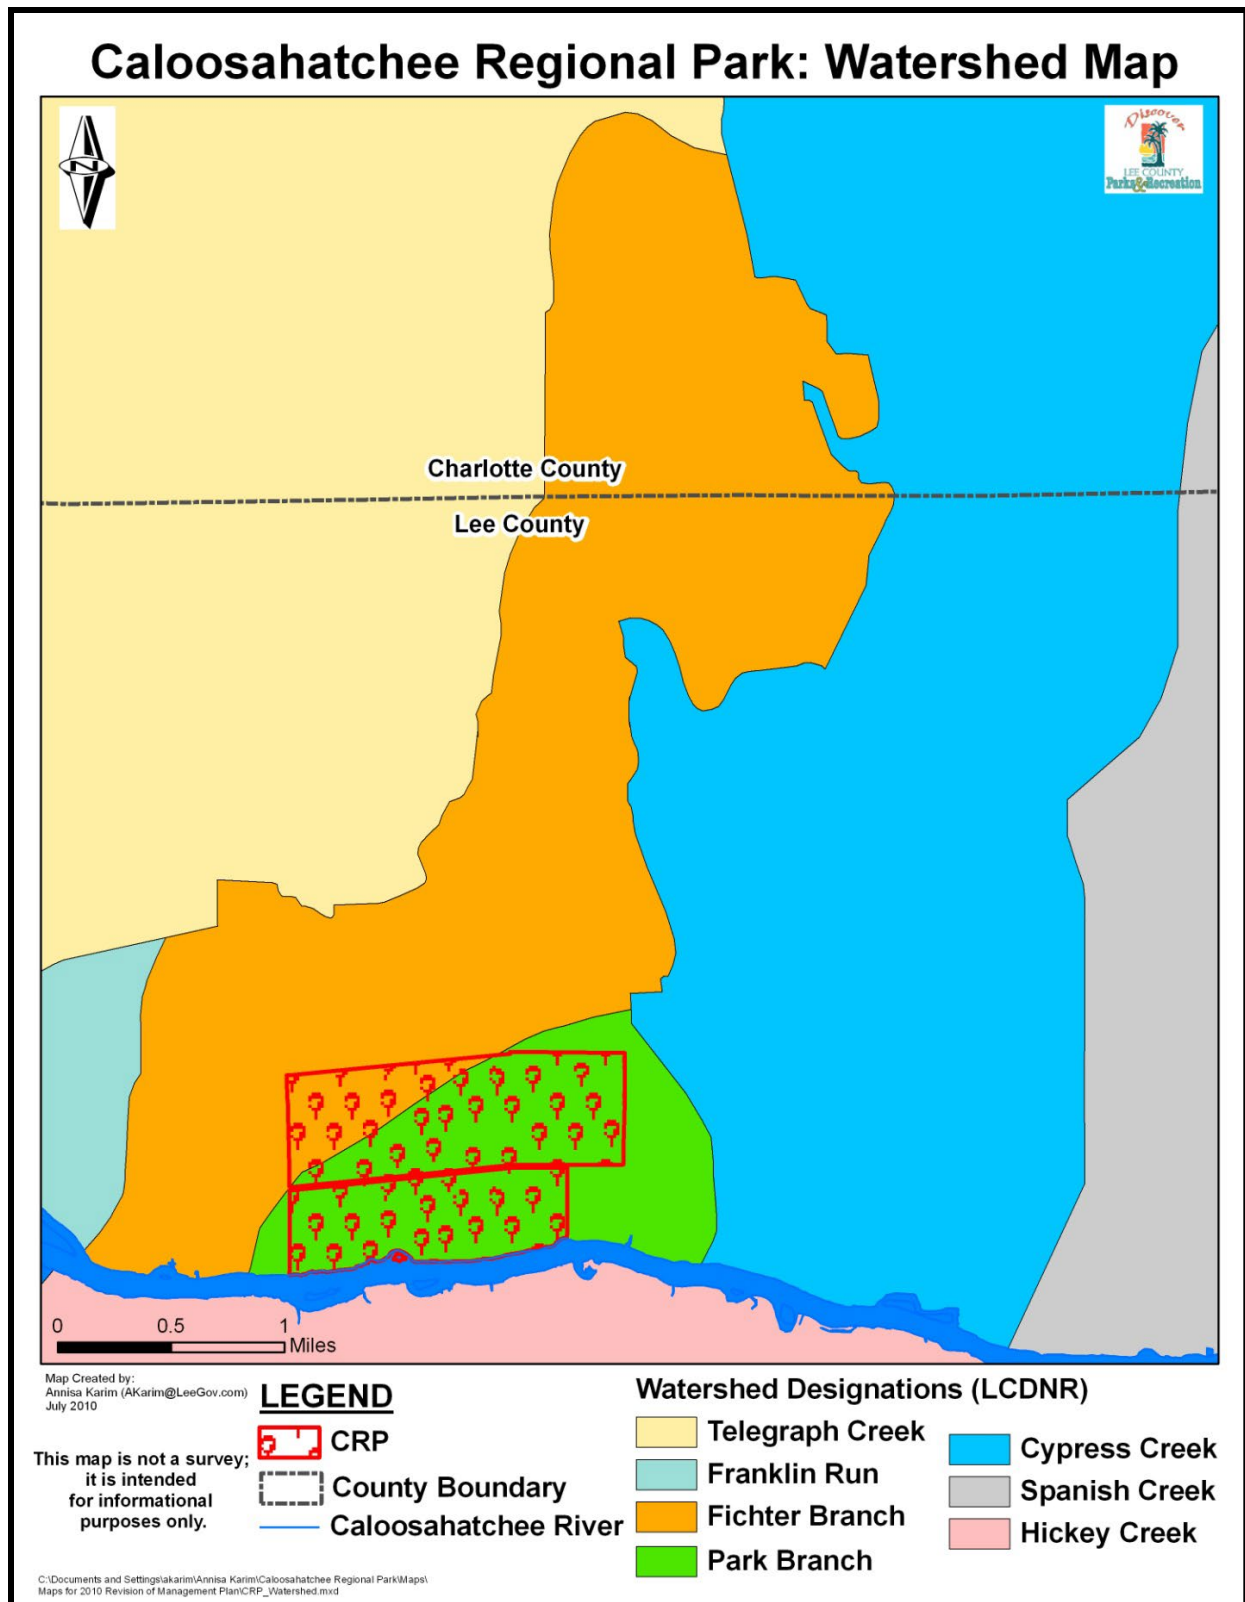 Caloosahatchee Regional Park: Watershed Map
N
Discover
LEE COUNTY
Parks & Recreation
Charlotte County
Lee County
0 0.5 1
Miles
Map Created by:
Annisa Karim (AKarim@LeeGov.com)
July 2010
This map is not a survey;
it is intended
for informational
purposes only.
LEGEND
CRP
County Boundary
Caloosahatchee River
Watershed Designations (LCDNR)
Telegraph Creek
Franklin Run
Fichter Branch
Park Branch
Cypress Creek
Spanish Creek
Hickey Creek
C:\Documents and Settings\akarim\Annisa Karim\Caloosahatchee Regional Park\Maps\
Maps for 2010 Revision of Management Plan\CRP_Watershed.mxd